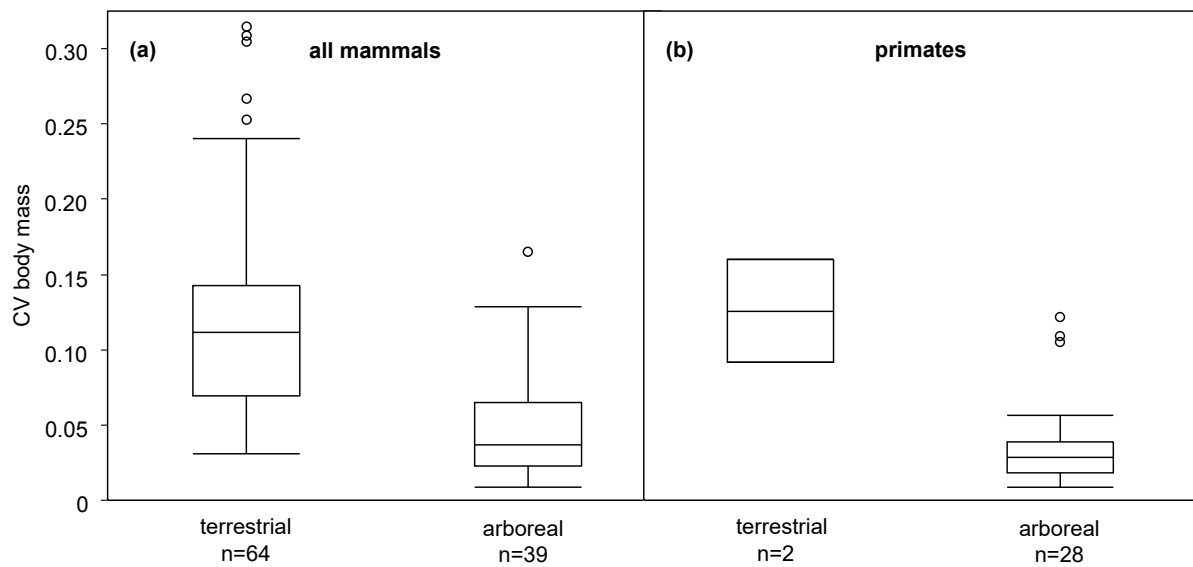 (a)
all mammals
(b)
primates
0.30
0.25
0.20
0.15
0.10
0.05
0
CV body mass
terrestrial
n=64
arboreal
n=39
terrestrial
n=2
arboreal
n=28